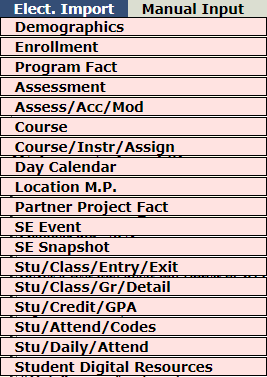 Elect. Import Manual Input
Demographics
Enrollment
Program Fact
Assessment
Assess/Acc/Mod
Course
Course/Instr/Assign
Day Calendar
Location M.P.
Partner Project Fact
SE Event
SE Snapshot
Stu/Class/Entry/Exit
Stu/Class/Gr/Detail
Stu/Credit/GPA
Stu/Attend/Codes
Stu/Daily/Attend
Student Digital Resources